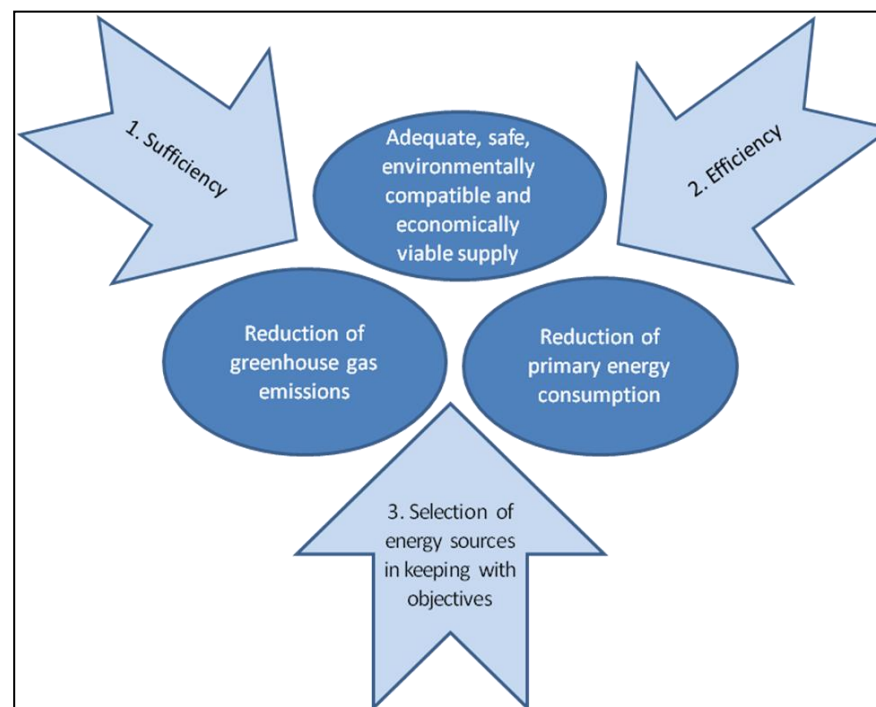 1. Sufficiency
2. Efficiency
Adequate, safe,
environmentally
compatible and
economically
viable supply
Reduction of
greenhouse gas
emissions
Reduction of
primary energy
consumption
3. Selection of
energy sources
in keeping with
objectives